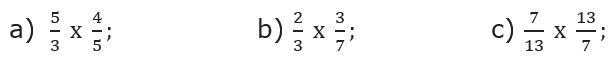 a) 5/3 x 4/5; b) 2/3 x 3/7; c) 7/13 x 13/7;